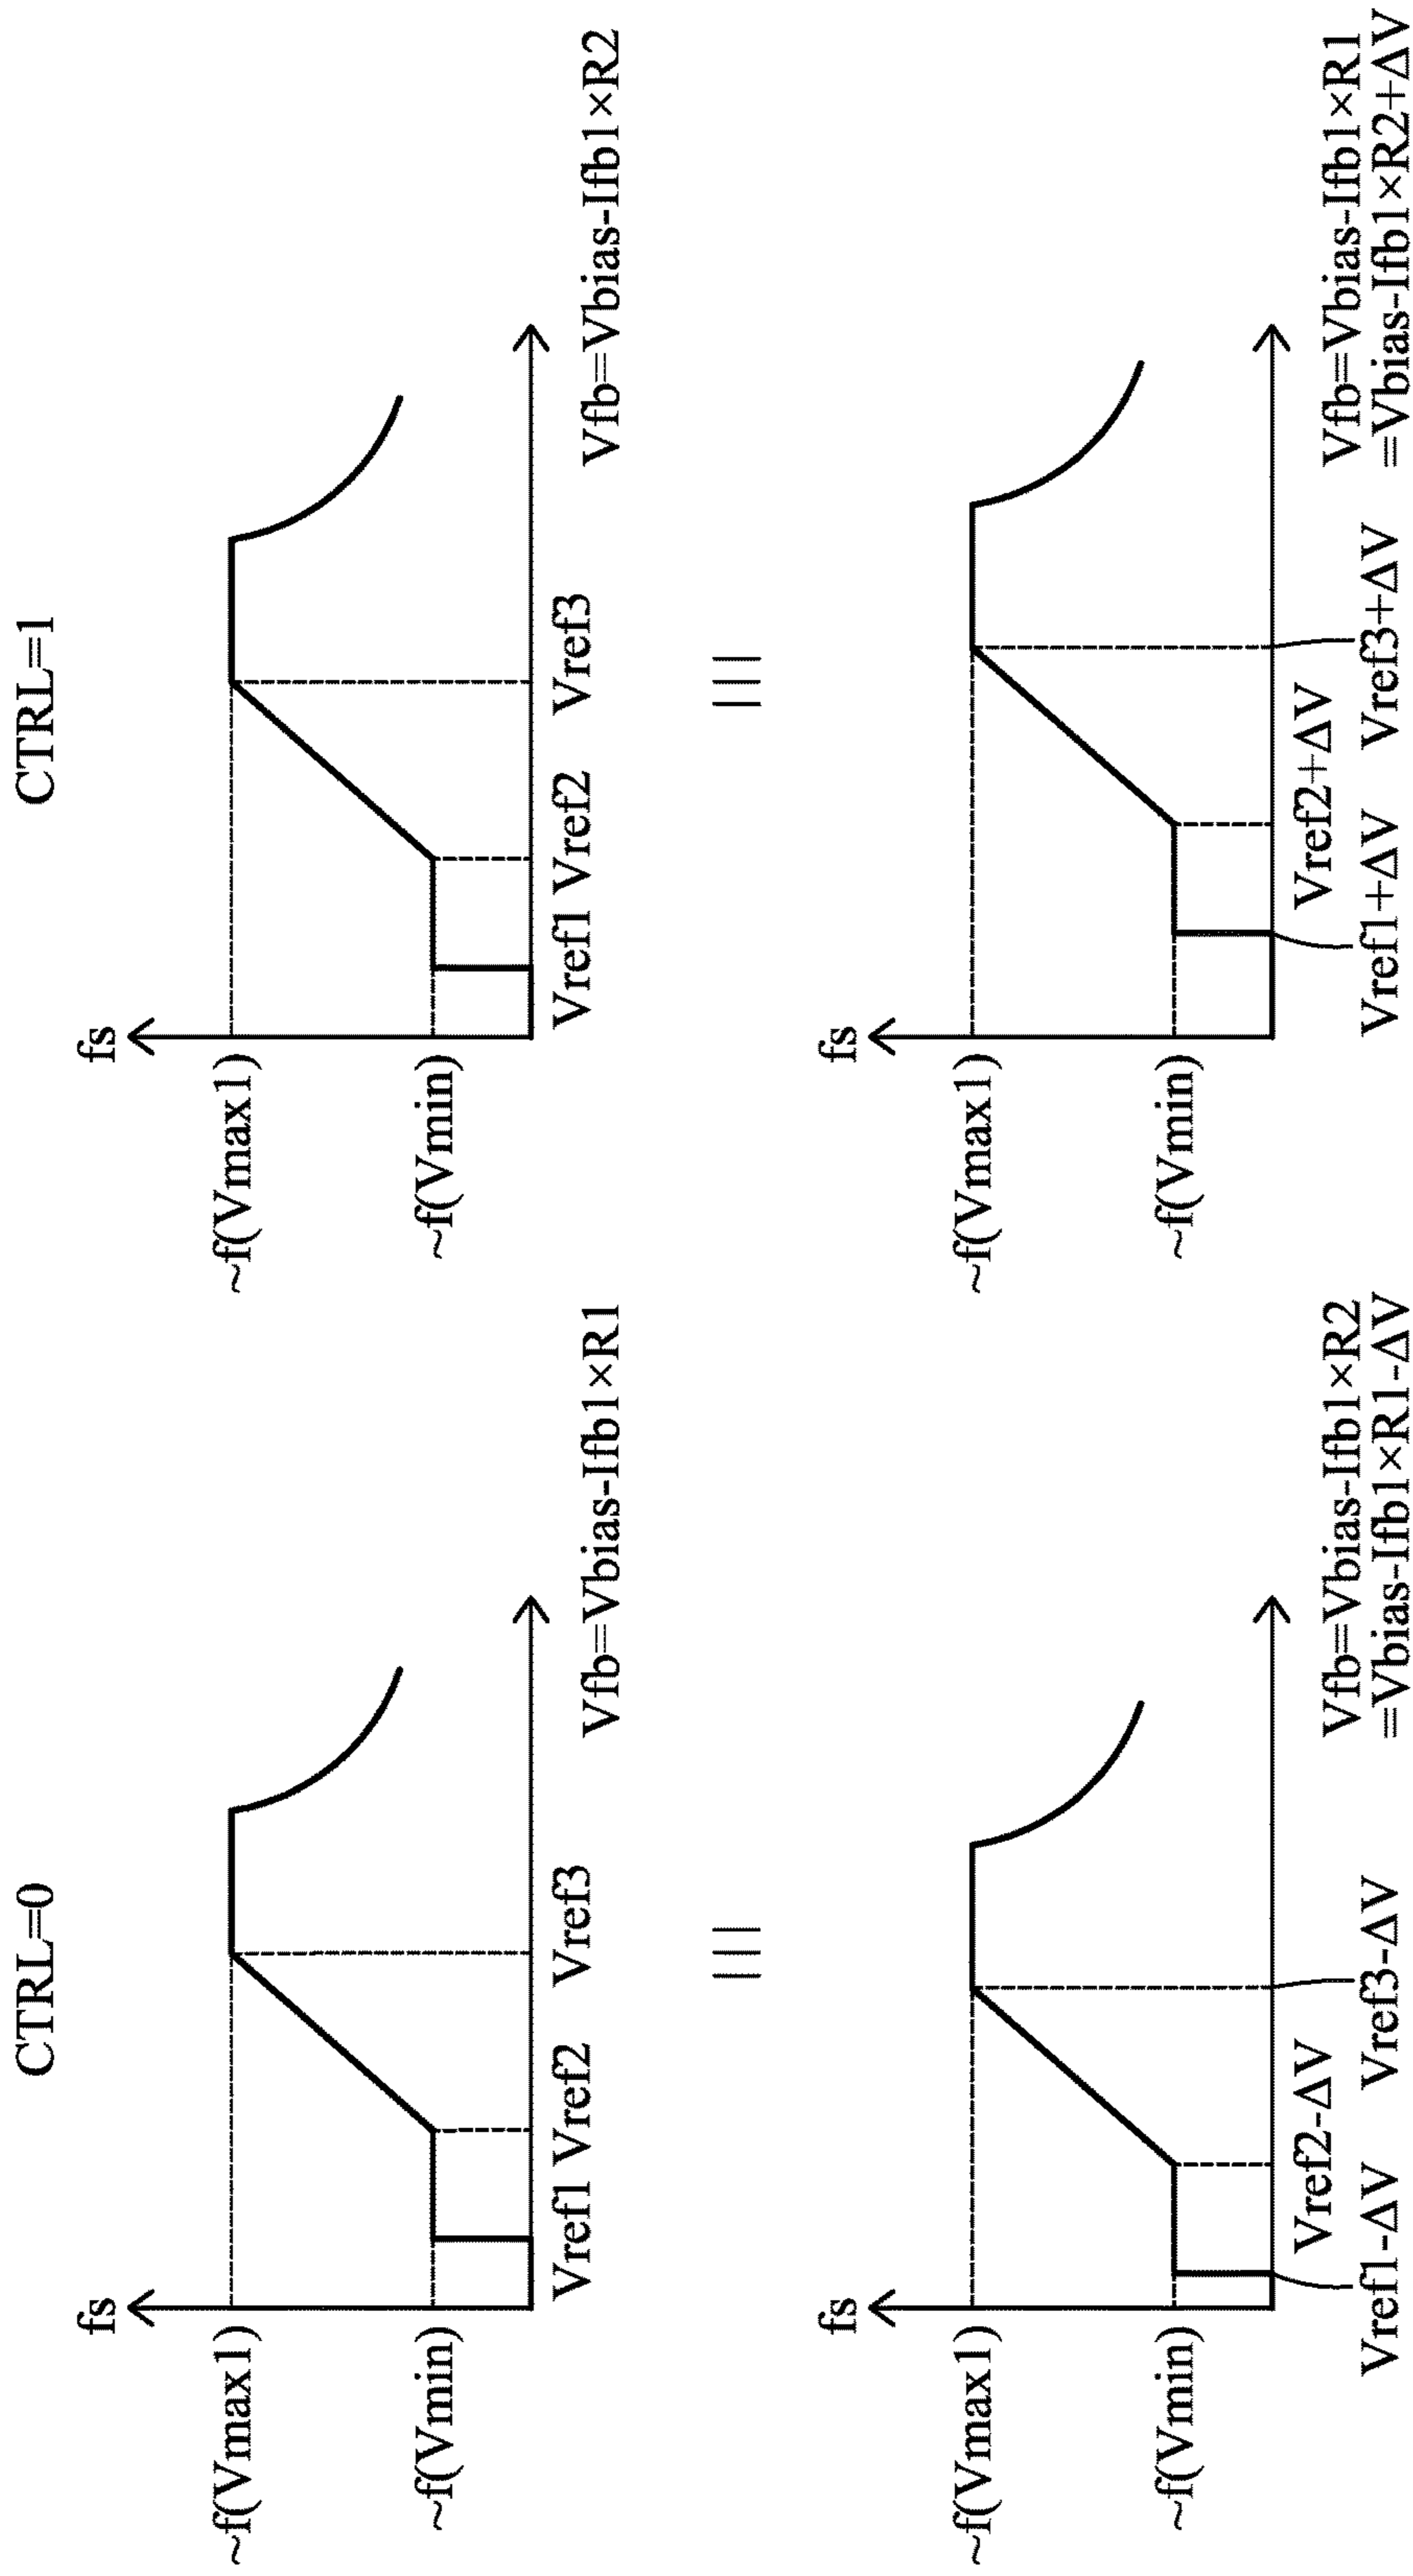 CTRL=0
fs
~f(Vmax1)
~f(Vmin)
Vref1 Vref2 Vref3
Vfb=Vbias-Ifb1×R1
fs
~f(Vmax1)
~f(Vmin)
Vref2-ΔV
Vref1-ΔV Vref3-ΔV
Vfb=Vbias-Ifb1×R2
=Vbias-Ifb1×R1-ΔV
CTRL=1
fs
~f(Vmax1)
~f(Vmin)
Vref1 Vref2 Vref3
Vfb=Vbias-Ifb1×R2
fs
~f(Vmax1)
~f(Vmin)
Vref2+ΔV
Vref1+ΔV Vref3+ΔV
Vfb=Vbias-Ifb1×R1
=Vbias-Ifb1×R2+ΔV